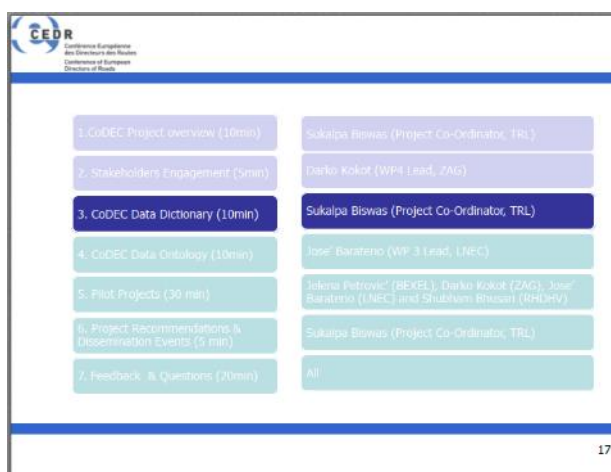 CEDR
Conférence Européenne
des Directeurs des Routes
Conference of European
Directors of Roads
1.CoDEC Project overview (10min)
Sukalpa Biswas (Project Co-Ordinator, TRL)
2. Stakeholders Engagement (5min)
Darko Kokot (WP4 Lead, ZAG)
3. CoDEC Data Dictionary (10min)
Sukalpa Biswas (Project Co-Ordinator, TRL)
4. CoDEC Data Ontology (10min)
Jose' Barateiro (WP 3 Lead, LNEC)
5. Pilot Projects (30 min)
Jelena Petrovic' (BEXEL), Darko Kokot (ZAG), Jose'
Barateiro (LNEC) and Shubham Bhusari (RHDHV)
6. Project Recommendations &
Dissemination Events (5 min)
Sukalpa Biswas (Project Co-Ordinator, TRL)
7. Feedback & Questions (20min)
All
17